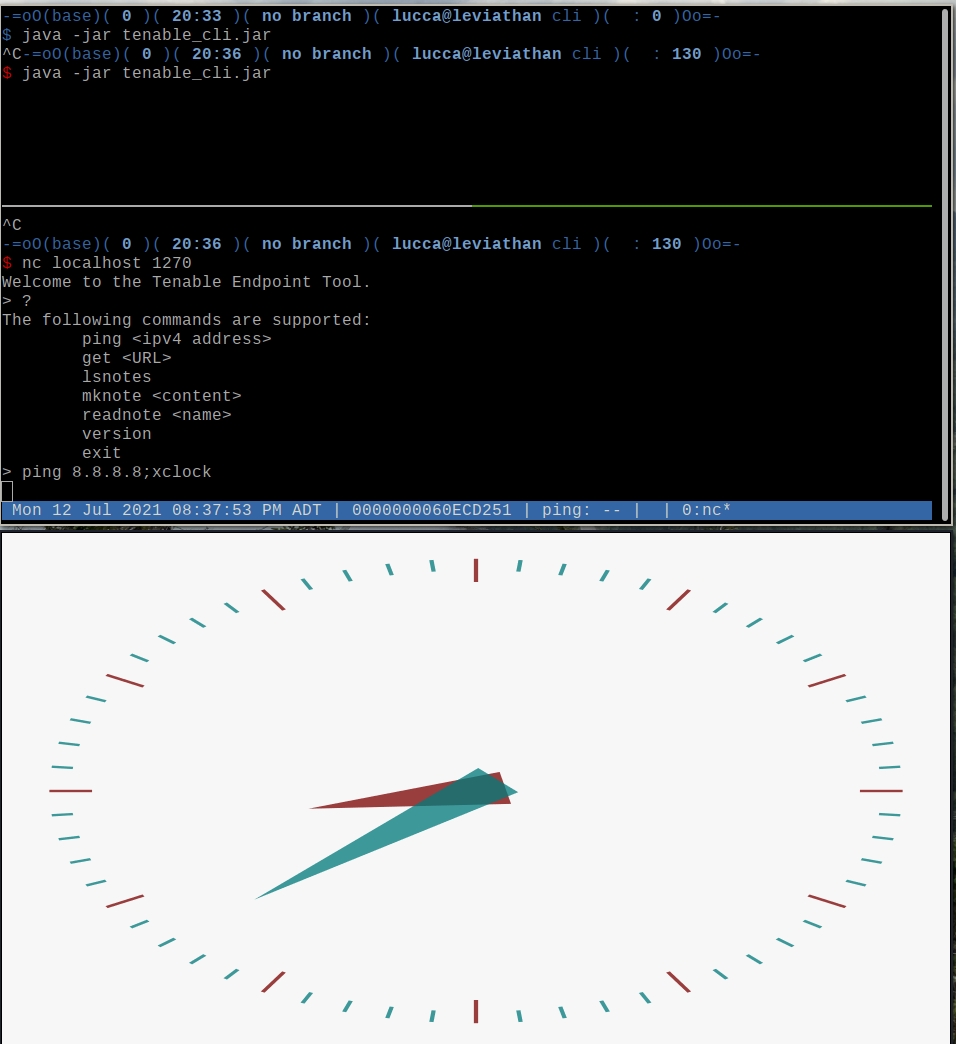 -=oO(base)( 0 )( 20:33 )( no branch )( lucca@leviathan cli )(  : 0 )Oo=-
$ java -jar tenable_cli.jar
^C-=oO(base)( 0 )( 20:36 )( no branch )( lucca@leviathan cli )(  : 130 )Oo=-
$ java -jar tenable_cli.jar
^C
-=oO(base)( 0 )( 20:36 )( no branch )( lucca@leviathan cli )(  : 130 )Oo=-
$ nc localhost 1270
Welcome to the Tenable Endpoint Tool.
> ?
The following commands are supported:
        ping <ipv4 address>
        get <URL>
        lsnotes
        mknote <content>
        readnote <name>
        version
        exit
> ping 8.8.8.8;xclock
Mon 12 Jul 2021 08:37:53 PM ADT | 0000000060ECD251 | ping: -- |  | 0:nc*